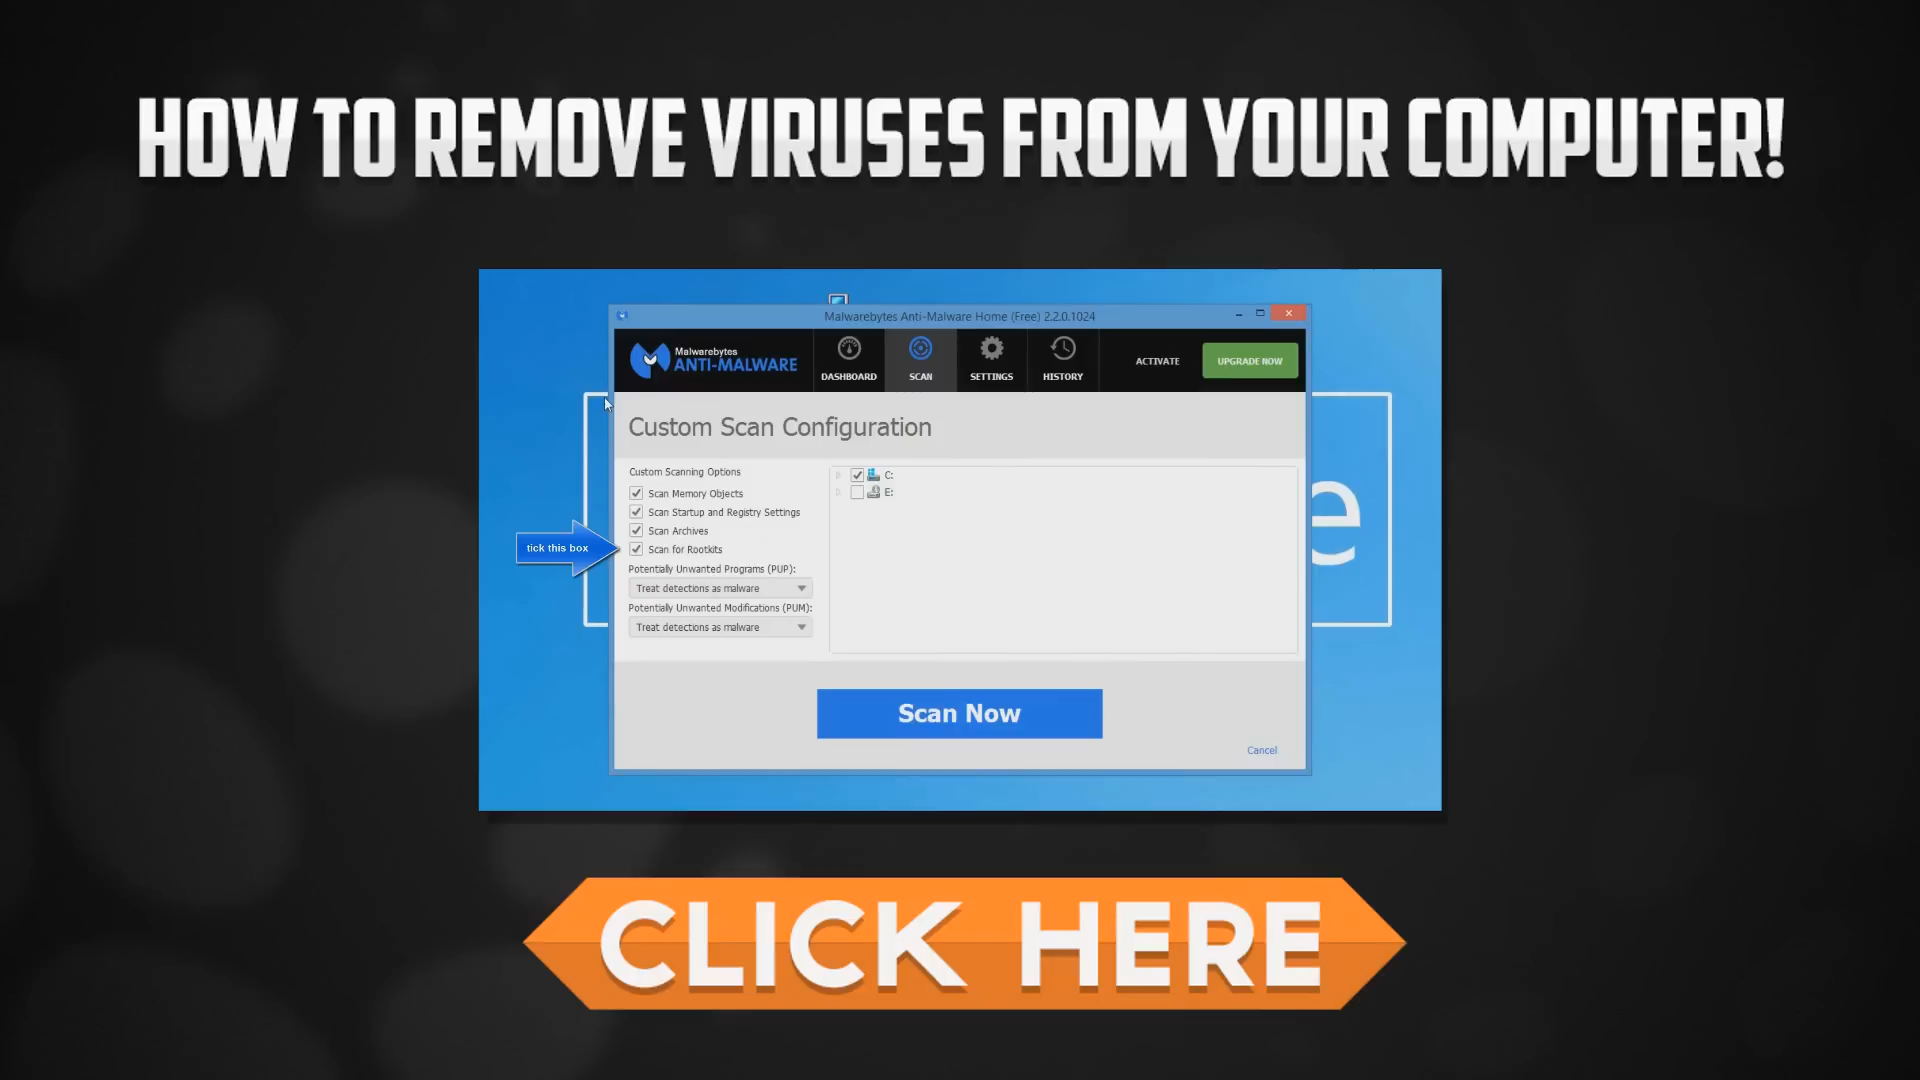 HOW TO REMOVE VIRUSES FROM YOUR COMPUTER!
Malwarebytes Anti-Malware Home (Free) 2.2.0.1024
Malwarebytes
ANTI-MALWARE
DASHBOARD
SCAN
SETTINGS
HISTORY
ACTIVATE
UPGRADE NOW
Custom Scan Configuration
Custom Scanning Options
Scan Memory Objects
Scan Startup and Registry Settings
Scan Archives
tick this box
Scan for Rootkits
Potentially Unwanted Programs (PUP):
Treat detections as malware
Potentially Unwanted Modifications (PUM):
Treat detections as malware
C:
E:
e
Scan Now
Cancel
CLICK HERE